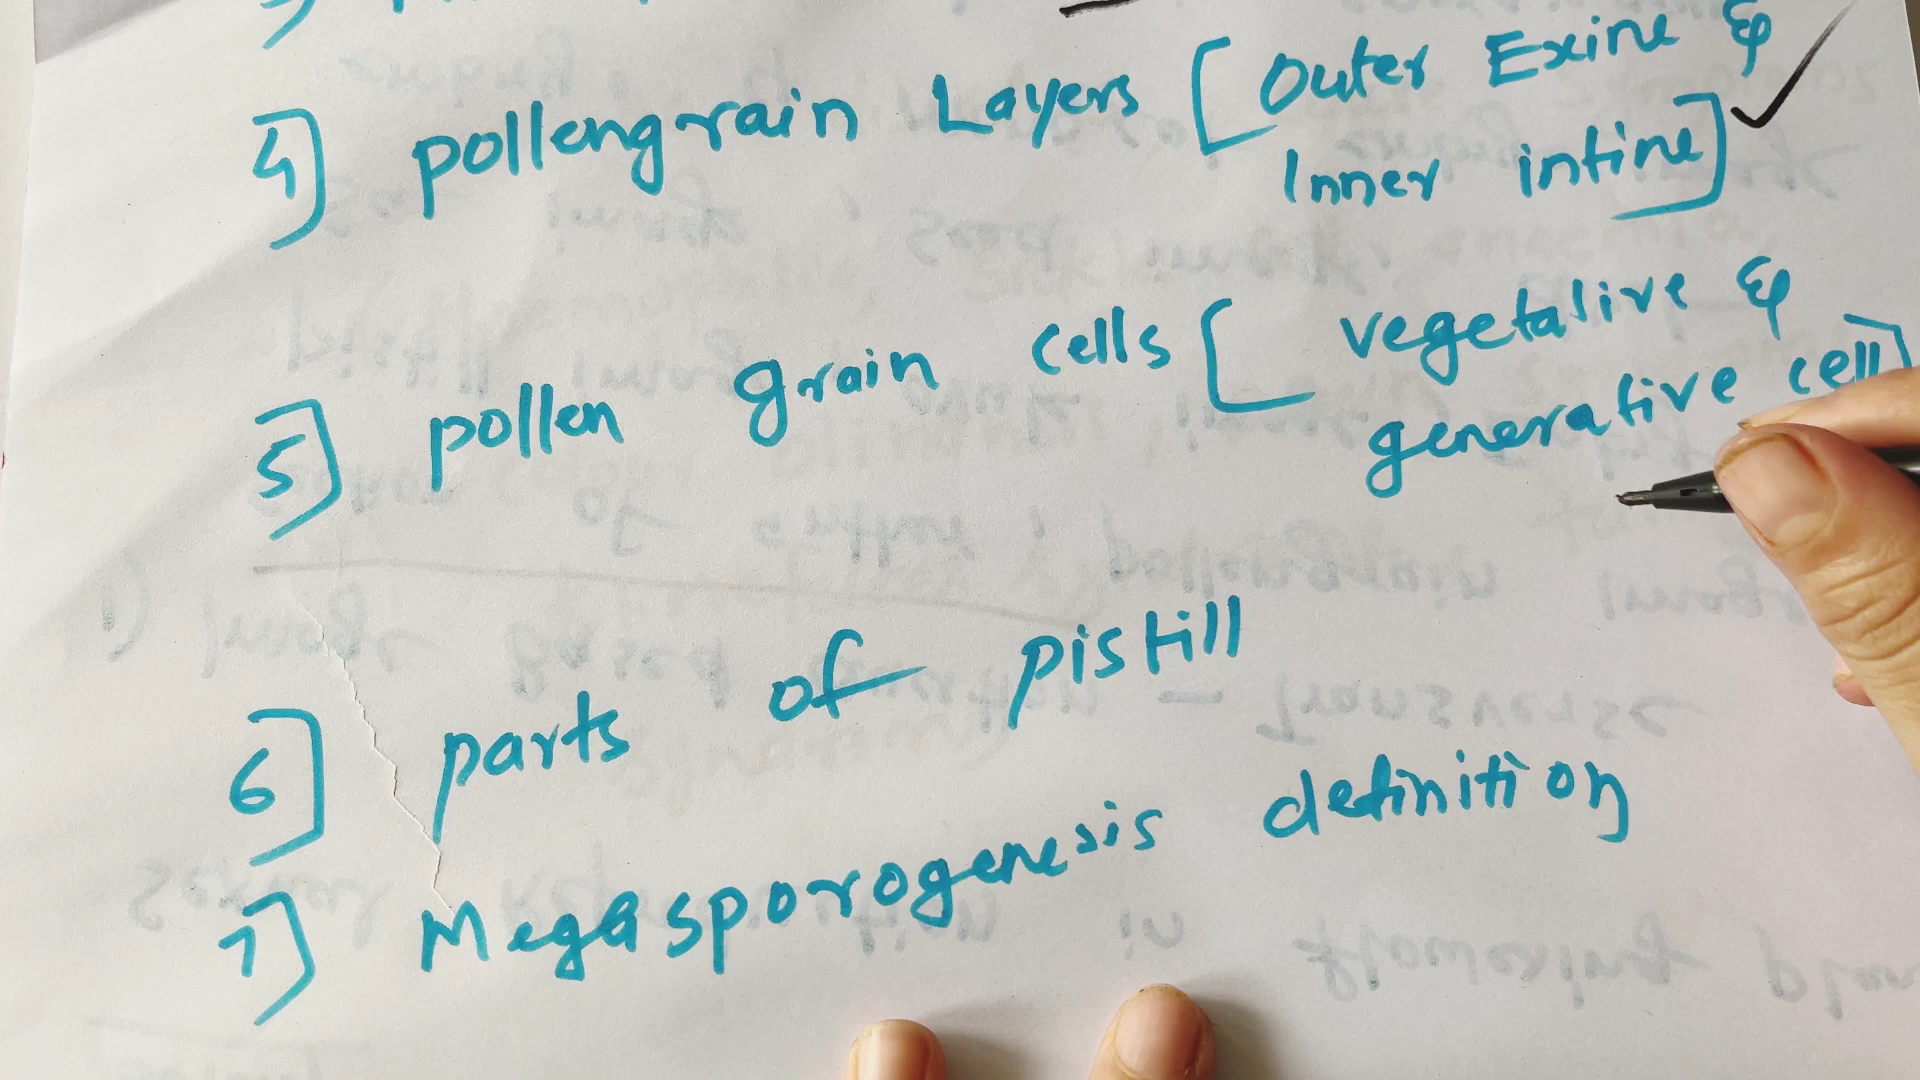 4] pollengrain Layers [Outer Exine &
Inner intine]
5] pollen grain cells [vegetative &
generative cell]
6] parts of pistill
7] Megasporogenesis definition